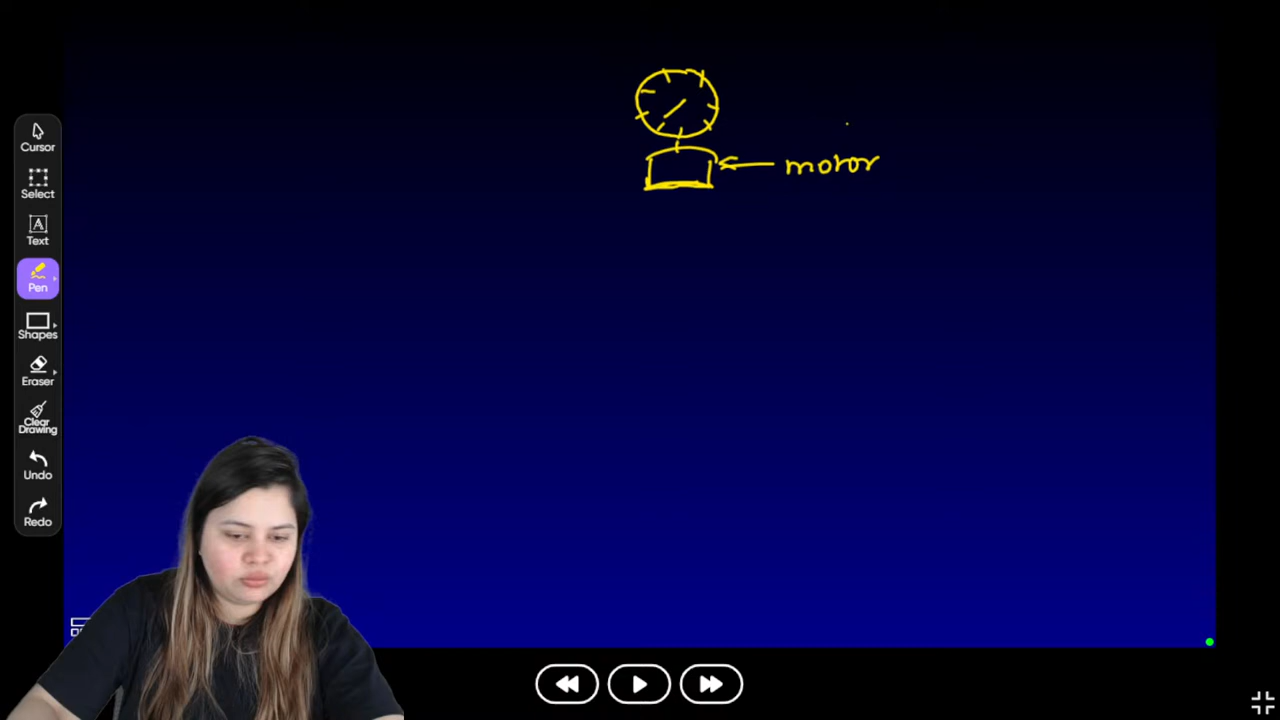 motor
Cursor
Select
A
Text
Pen
Shapes
Eraser
Clear
Drawing
Undo
Redo